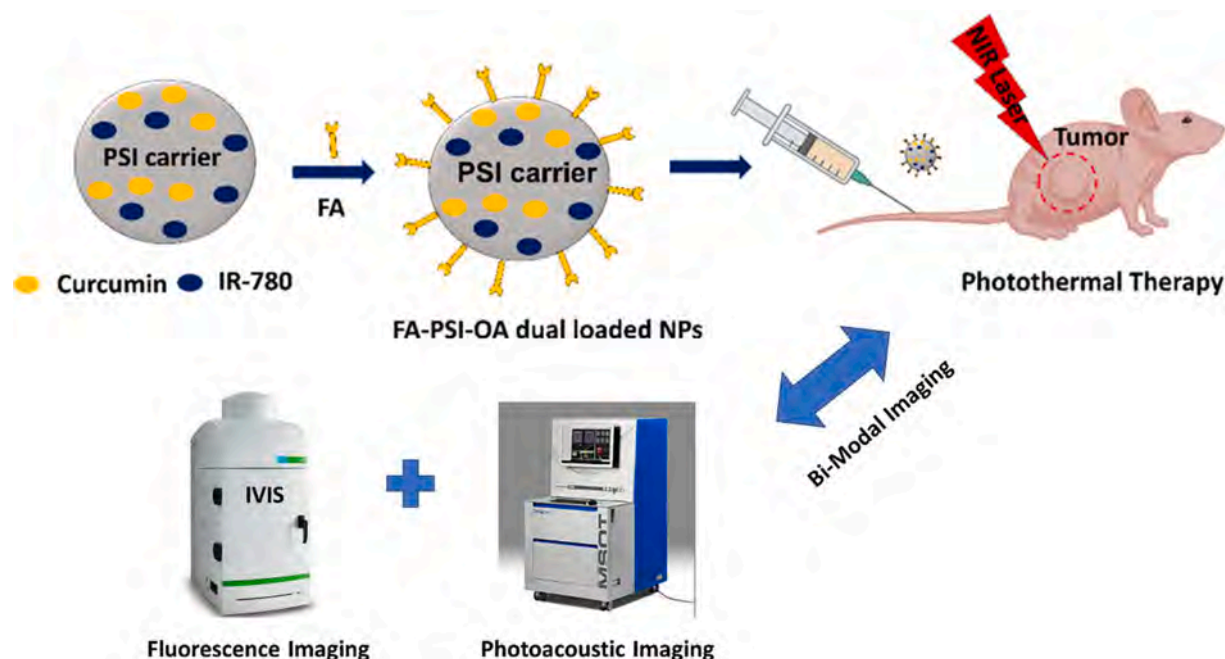 PSI carrier
FA
PSI carrier
NIR Laser
Tumor
Curcumin
IR-780
FA-PSI-OA dual loaded NPs
Photothermal Therapy
Bi-Modal Imaging
IVIS
MSOT
Fluorescence Imaging
Photoacoustic Imaging